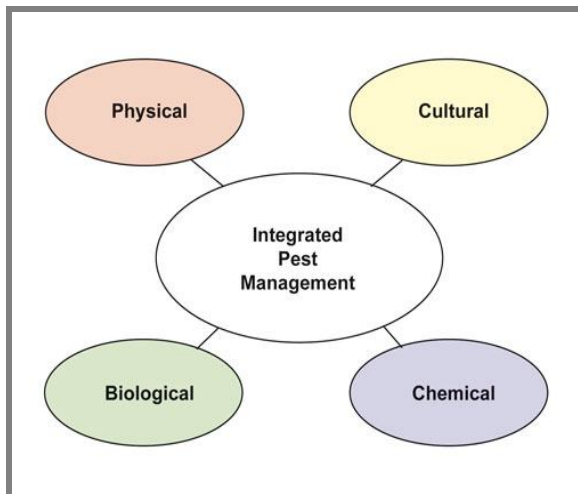 Physical
Cultural
Integrated
Pest
Management
Biological
Chemical